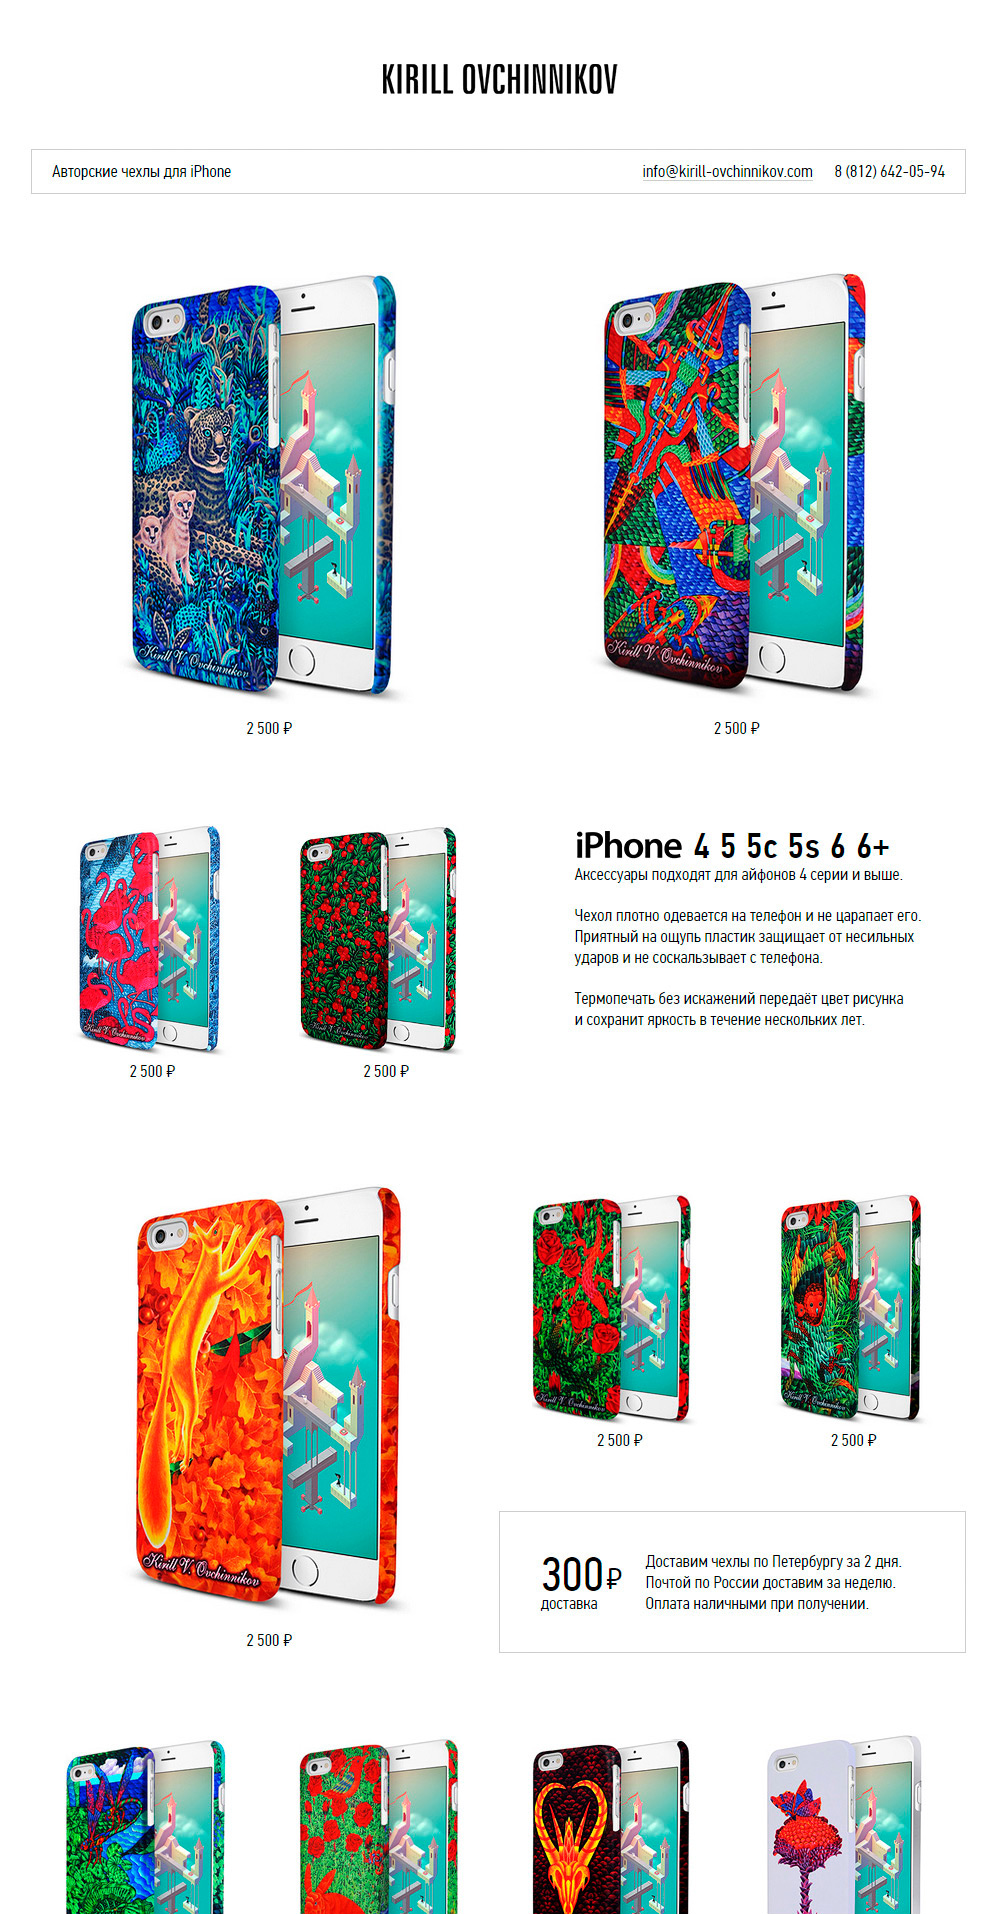 KIRILL OVCHINNIKOV
Авторские чехлы для iPhone
info@kirill-ovchinnikov.com 8 (812) 642-05-94
Kirill V. Ovchinnikov
Kirill V. Ovchinnikov
2 500 ₽
2 500 ₽
iPhone 4 5 5c 5s 6 6+
Аксессуары подходят для айфонов 4 серии и выше.
Чехол плотно одевается на телефон и не царапает его.
Приятный на ощупь пластик защищает от несильных
ударов и не соскальзывает с телефона.
Термопечать без искажений передаёт цвет рисунка
и сохранит яркость в течение нескольких лет.
Kirill V. Ovchinnikov
Kirill V. Ovchinnikov
2 500 ₽
2 500 ₽
Kirill V. Ovchinnikov
Kirill V. Ovchinnikov
2 500 ₽
2 500 ₽
Kirill V. Ovchinnikov
2 500 ₽
300 ₽
доставка
Доставим чехлы по Петербургу за 2 дня.
Почтой по России доставим за неделю.
Оплата наличными при получении.